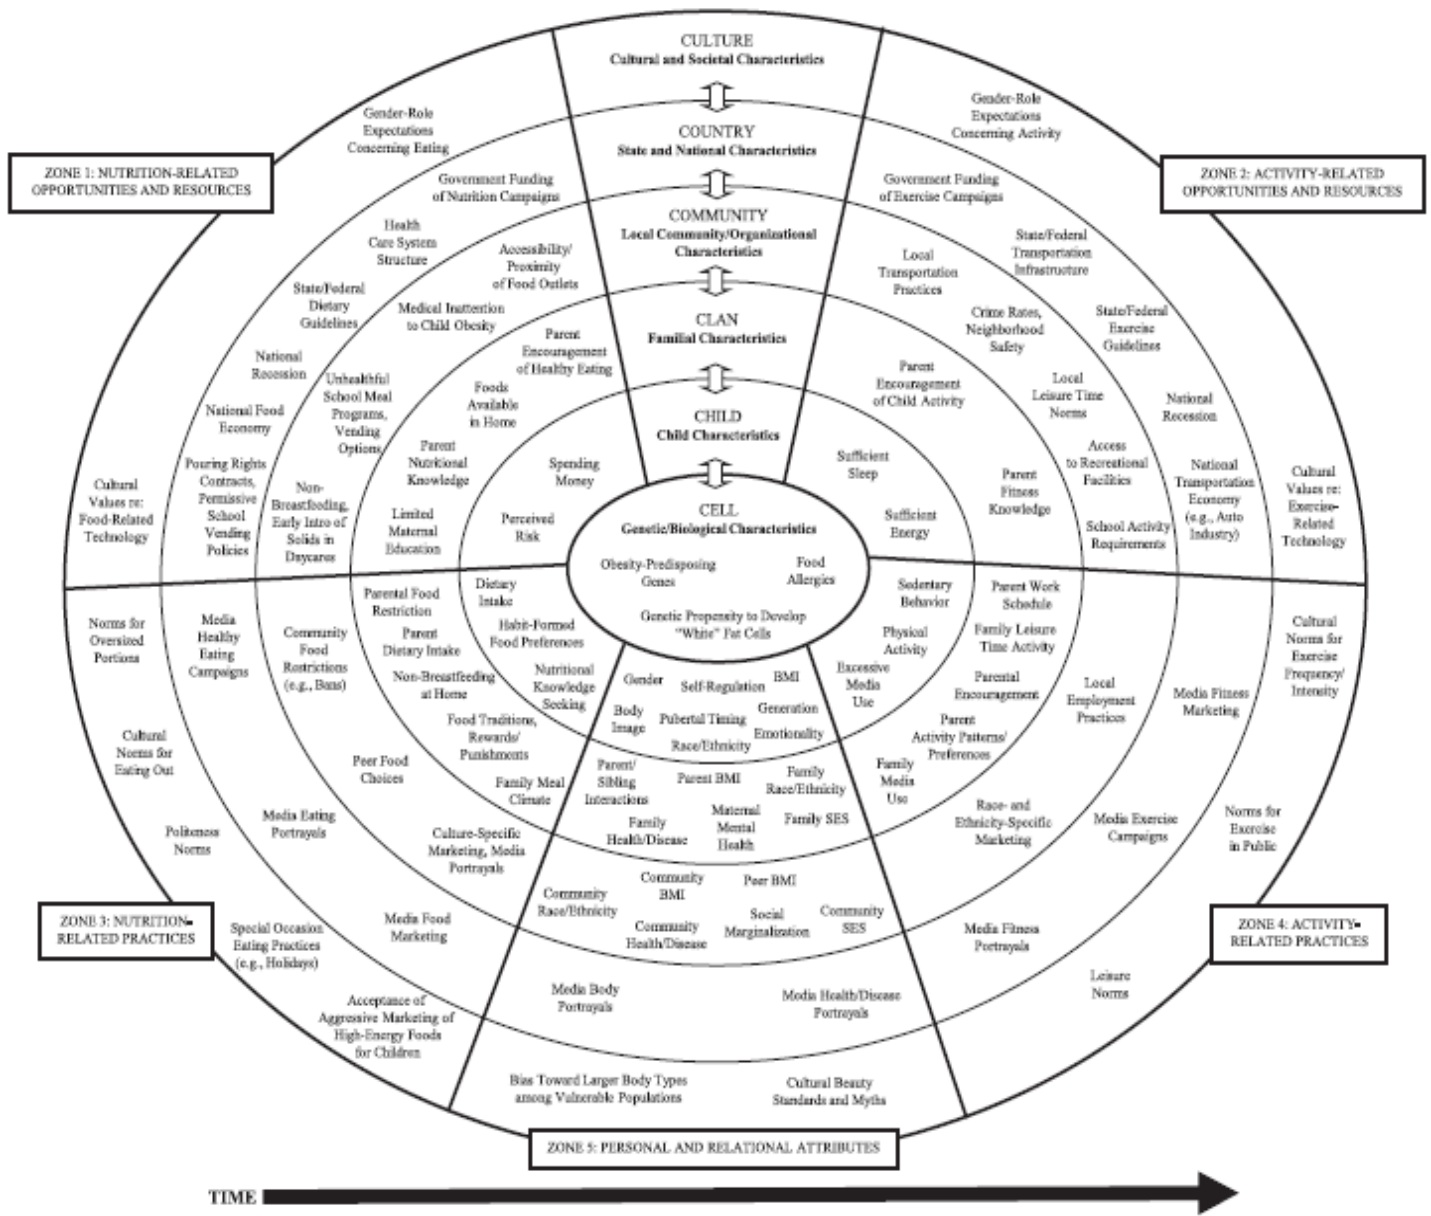 CULTURE
Cultural and Societal Characteristics
COUNTRY
State and National Characteristics
COMMUNITY
Local Community/Organizational
Characteristics
CLAN
Familial Characteristics
CHILD
Child Characteristics
CELL
Genetic/Biological Characteristics
Obesity-Predisposing
Genes
Food
Allergies
Genetic Propensity to Develop
"White" Fat Cells
ZONE 1: NUTRITION-RELATED
OPPORTUNITIES AND RESOURCES
Gender-Role
Expectations
Concerning Eating
Government Funding
of Nutrition Campaigns
Health
Care System
Structure
Accessibility/
Proximity
of Food Outlets
State/Federal
Dietary
Guidelines
Medical Inattention
to Child Obesity
Parent
Encouragement
of Healthy Eating
National
Recession
Unhealthful
School Meal
Programs,
Vending
Options
Foods
Available
in Home
National Food
Economy
Parent
Nutritional
Knowledge
Spending
Money
Cultural
Values re:
Food-Related
Technology
Pouring Rights
Contracts,
Permissive
School
Vending
Policies
Non-
Breastfeeding,
Early Intro of
Solids in
Daycares
Limited
Maternal
Education
Perceived
Risk
ZONE 2: ACTIVITY-RELATED
OPPORTUNITIES AND RESOURCES
Gender-Role
Expectations
Concerning Activity
Government Funding
of Exercise Campaigns
State/Federal
Transportation
Infrastructure
Local
Transportation
Practices
Crime Rates,
Neighborhood
Safety
State/Federal
Exercise
Guidelines
Parent
Encouragement
of Child Activity
Local
Leisure Time
Norms
National
Recession
Sufficient
Sleep
Access
to Recreational
Facilities
Parent
Fitness
Knowledge
National
Transportation
Economy
(e.g., Auto
Industry)
Cultural
Values re:
Exercise-
Related
Technology
Sufficient
Energy
School Activity
Requirements
ZONE 3: NUTRITION-
RELATED PRACTICES
Dietary
Intake
Parental Food
Restriction
Habit-Formed
Food Preferences
Parent
Dietary Intake
Norms for
Oversized
Portions
Media
Healthy
Eating
Campaigns
Community
Food
Restrictions
(e.g., Bans)
Non-Breastfeeding
at Home
Nutritional
Knowledge
Seeking
Food Traditions,
Rewards/
Punishments
Cultural
Norms for
Eating Out
Peer Food
Choices
Family Meal
Climate
Politeness
Norms
Media Eating
Portrayals
Culture-Specific
Marketing, Media
Portrayals
Special Occasion
Eating Practices
(e.g., Holidays)
Media Food
Marketing
Acceptance of
Aggressive Marketing of
High-Energy Foods
for Children
ZONE 4: ACTIVITY-
RELATED PRACTICES
Sedentary
Behavior
Parent Work
Schedule
Physical
Activity
Family Leisure
Time Activity
Excessive
Media
Use
Parental
Encouragement
Local
Employment
Practices
Media Fitness
Marketing
Cultural
Norms for
Exercise
Frequency/
Intensity
Parent
Activity Patterns/
Preferences
Family
Media
Use
Race- and
Ethnicity-Specific
Marketing
Media Exercise
Campaigns
Norms for
Exercise
in Public
Media Fitness
Portrayals
Leisure
Norms
ZONE 5: PERSONAL AND RELATIONAL ATTRIBUTES
Gender
Self-Regulation
BMI
Body
Image
Pubertal Timing
Generation
Race/Ethnicity
Emotionality
Parent/
Sibling
Interactions
Parent BMI
Family
Race/Ethnicity
Family
Health/Disease
Maternal
Mental
Health
Family SES
Community
Race/Ethnicity
Community
BMI
Peer BMI
Community
Health/Disease
Social
Marginalization
Community
SES
Media Body
Portrayals
Media Health/Disease
Portrayals
Bias Toward Larger Body Types
among Vulnerable Populations
Cultural Beauty
Standards and Myths
TIME